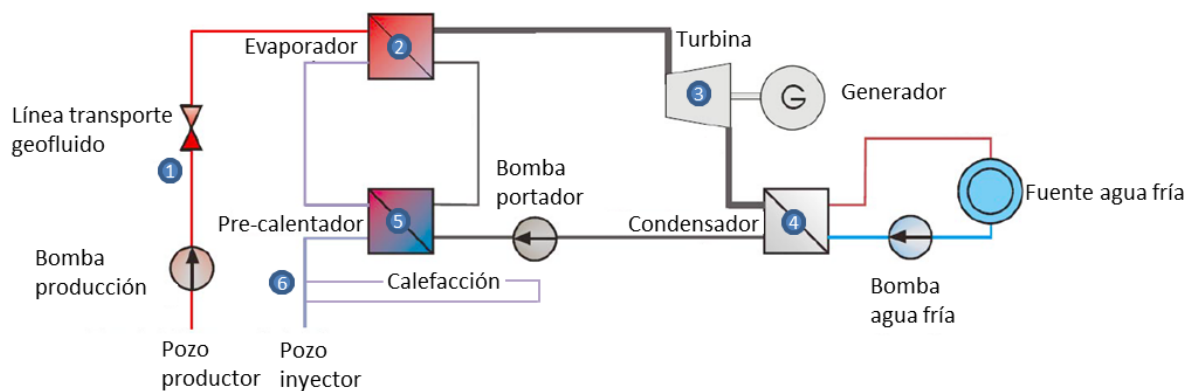 Evaporador
2
Turbina
3
G
Generador
Línea transporte
geofluido
1
Bomba
portador
Fuente agua fría
Pre-calentador
5
Condensador
4
Bomba
producción
6
Calefacción
Bomba
agua fría
Pozo
productor
Pozo
inyector